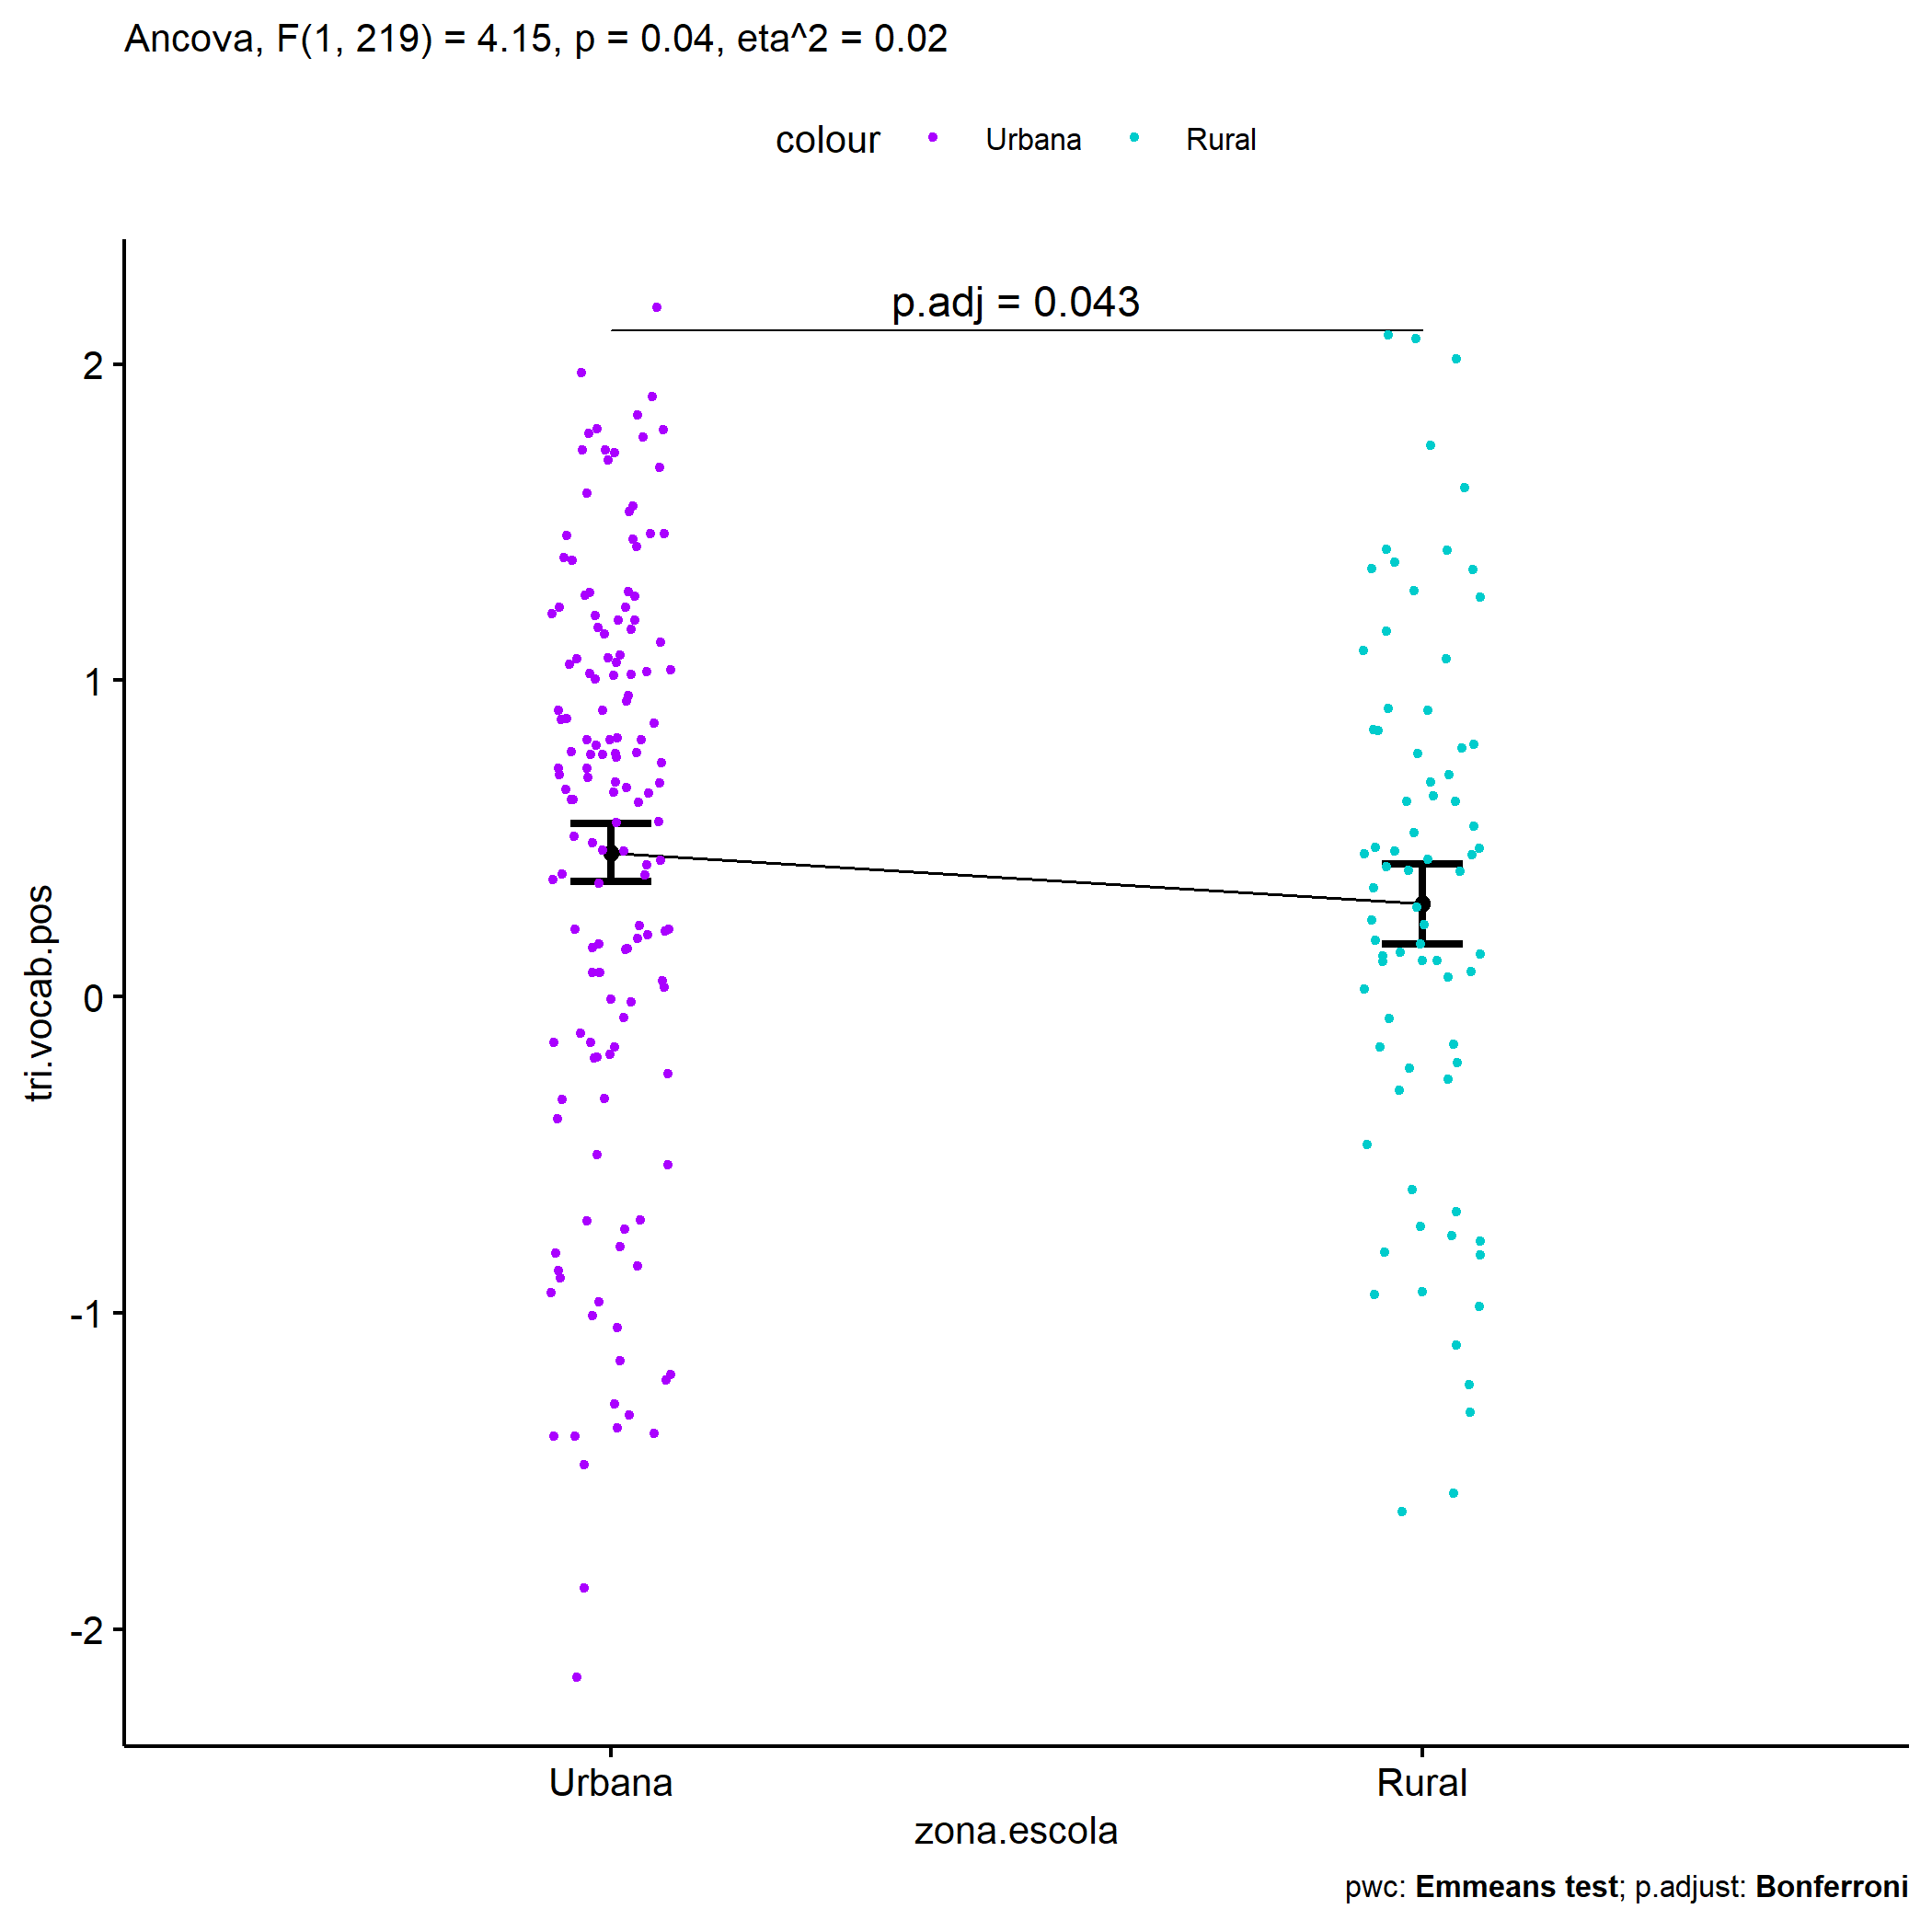 Ancova, F(1, 219) = 4.15, p = 0.04, eta^2 = 0.02
colour Urbana Rural
p.adj = 0.043
2
1
0
-1
-2
tri.vocab.pos
Urbana Rural
zona.escola
pwc: Emmeans test; p.adjust: Bonferroni